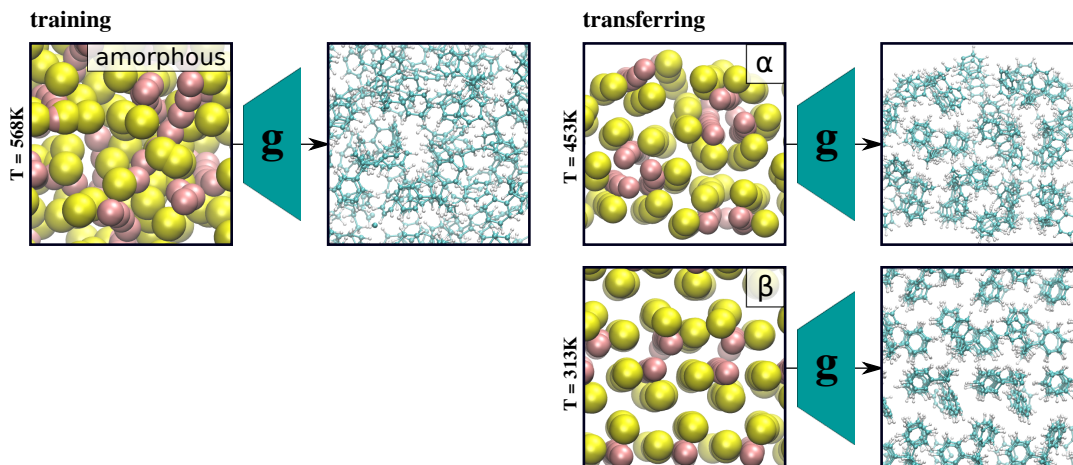 training
transferring
amorphous
T = 568K
g
α
T = 453K
g
β
T = 313K
g